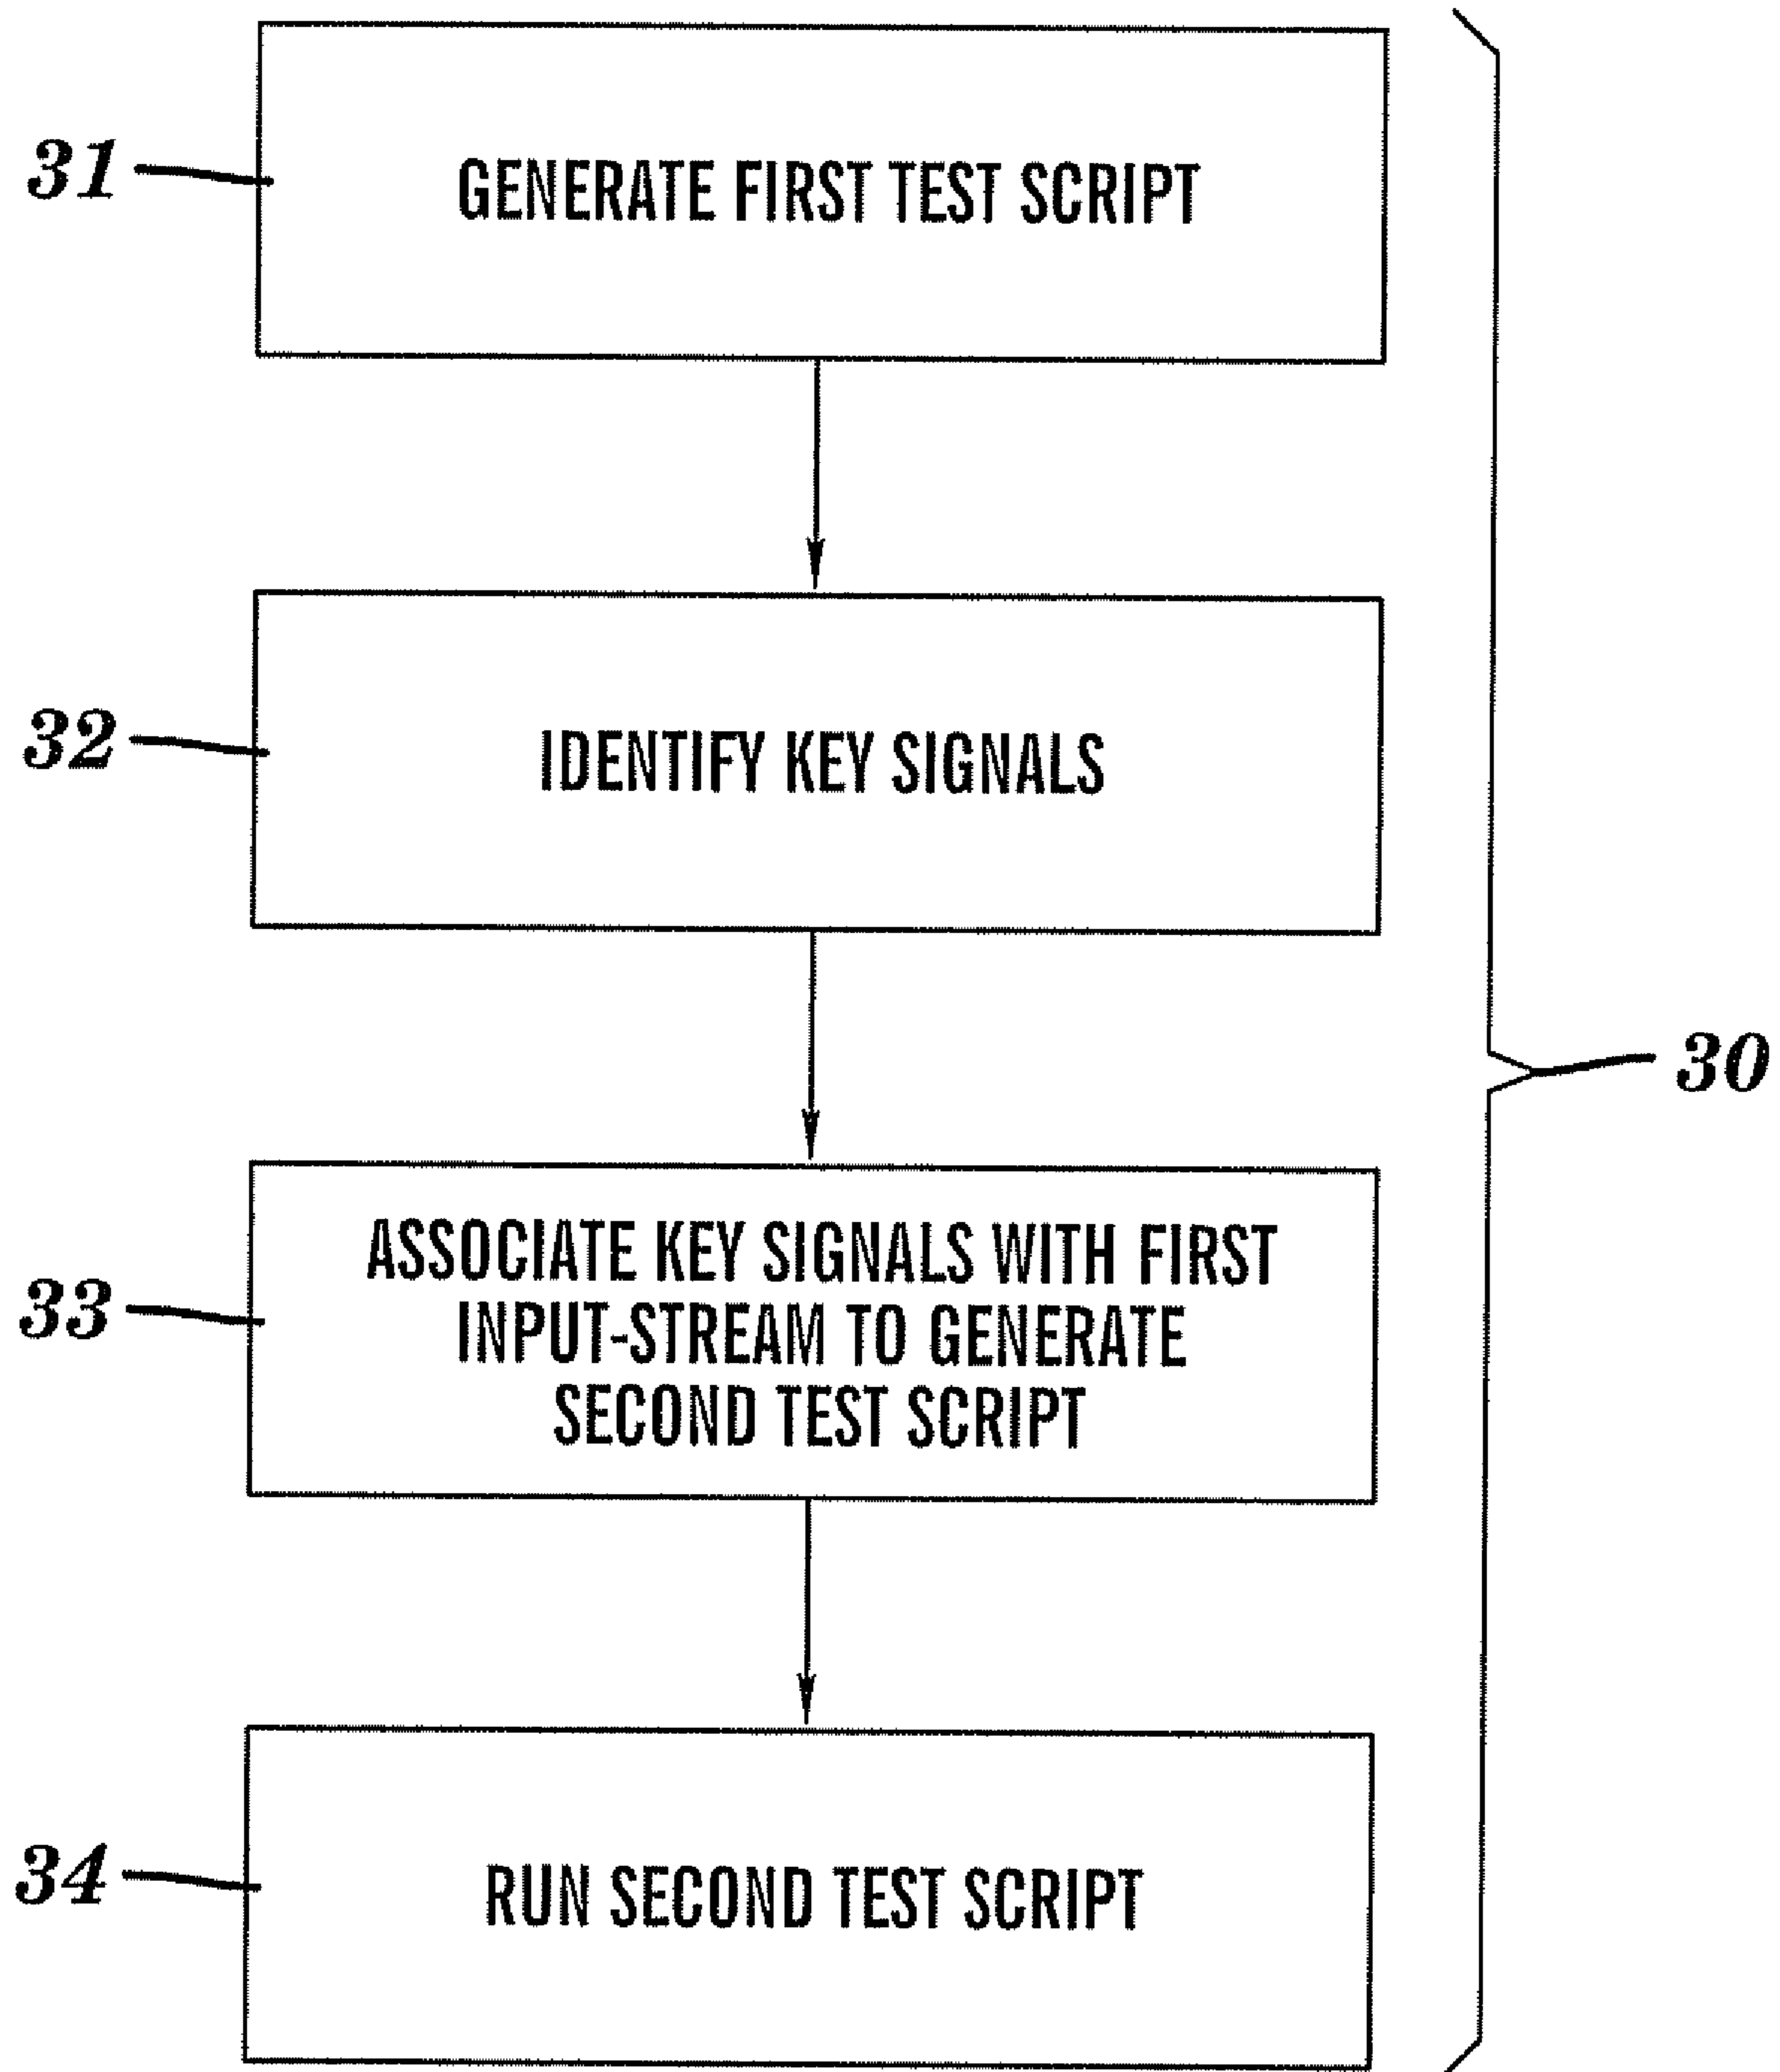 31
GENERATE FIRST TEST SCRIPT
32
IDENTIFY KEY SIGNALS
30
33
ASSOCIATE KEY SIGNALS WITH FIRST
INPUT-STREAM TO GENERATE
SECOND TEST SCRIPT
34
RUN SECOND TEST SCRIPT